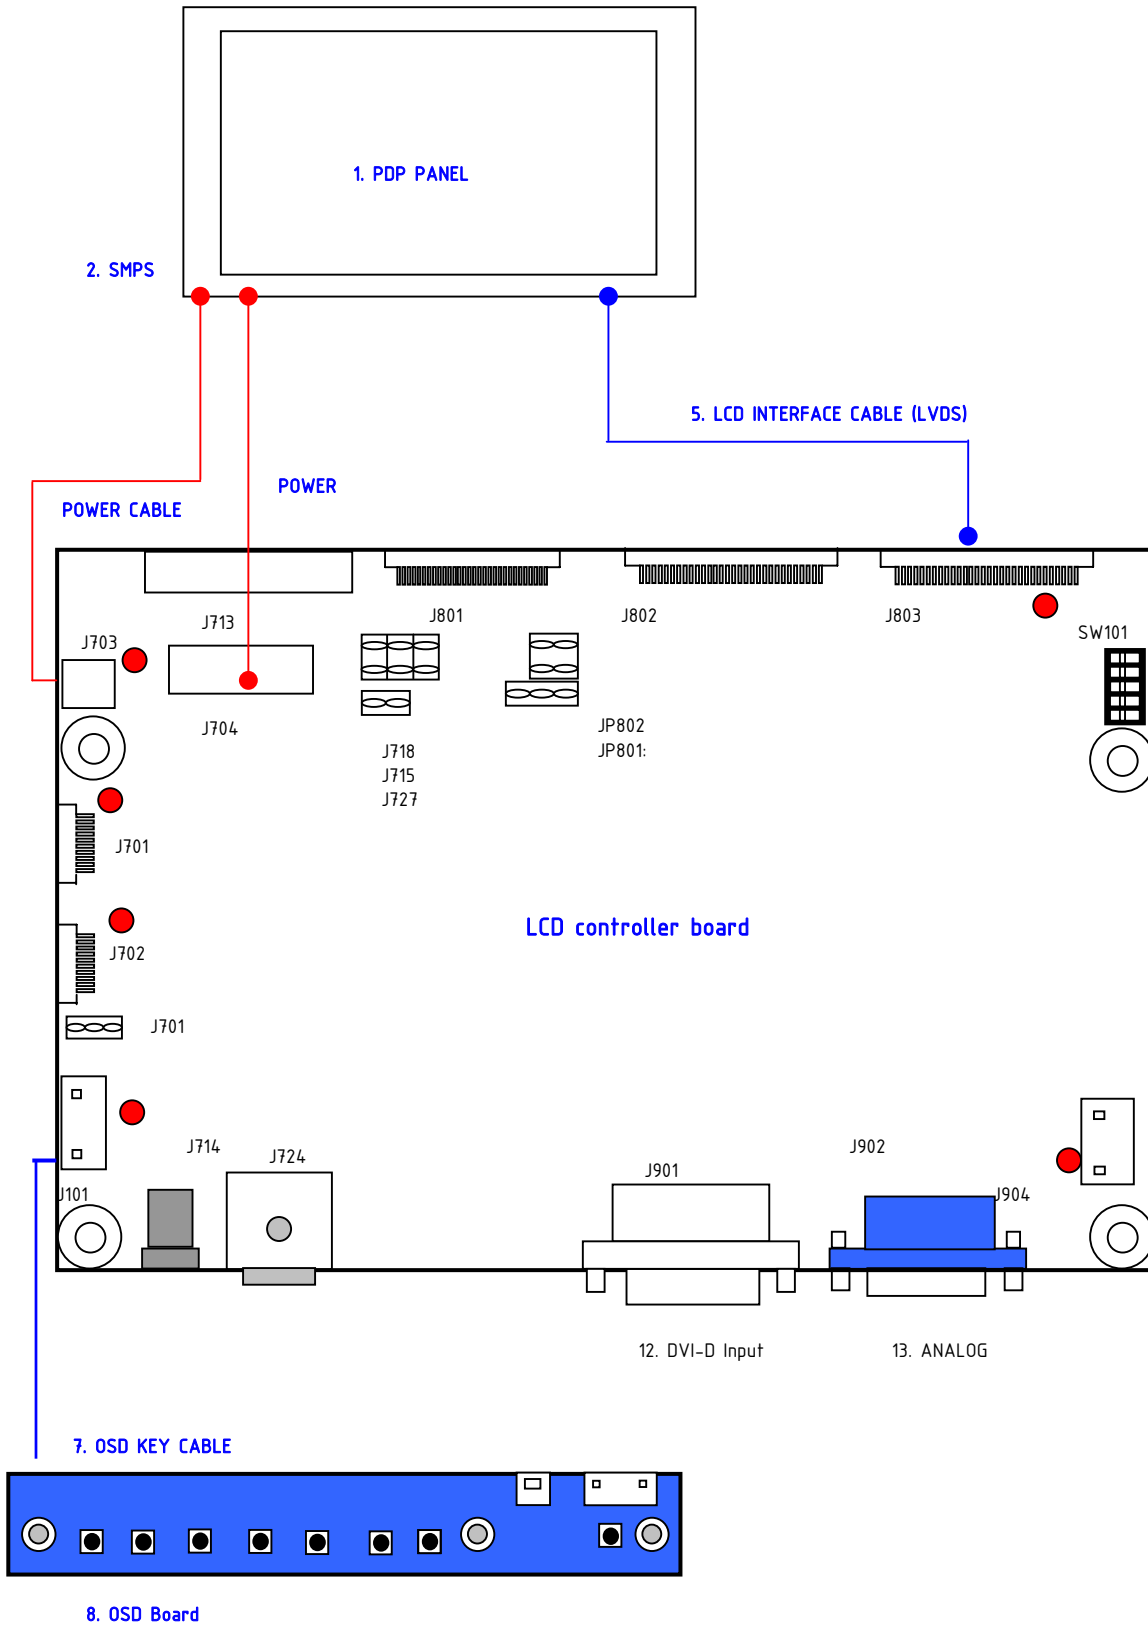 1. PDP PANEL
2. SMPS
5. LCD INTERFACE CABLE (LVDS)
POWER
POWER CABLE
J801
J802
J803
J713
SW101
J703
J704
JP802
JP801:
J718
J715
J727
J701
LCD controller board
J702
J701
J714
J724
J901
J902
J101
J904
12. DVI-D Input
13. ANALOG
7. OSD KEY CABLE
8. OSD Board